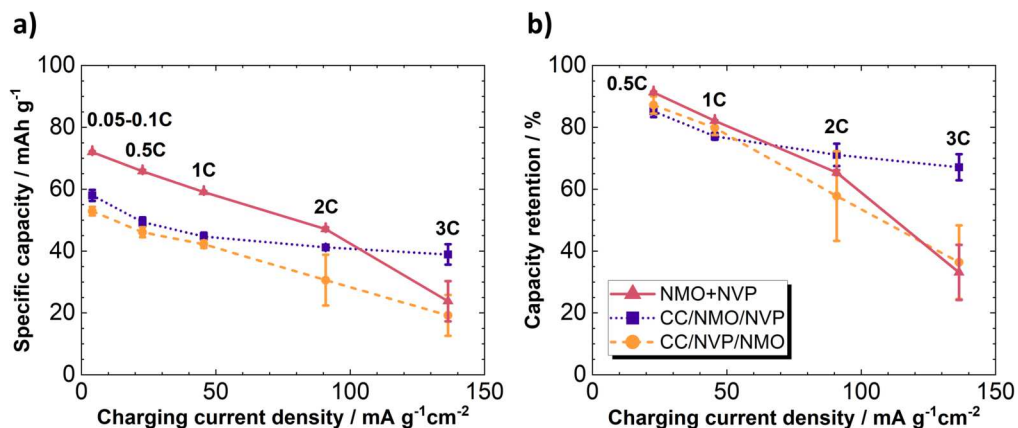 a)
Specific capacity / mAh g⁻¹
100
80
60
40
20
0
0.05-0.1C
0.5C
1C
2C
3C
0 50 100 150
Charging current density / mA g⁻¹cm⁻²
b)
Capacity retention / %
100
80
60
40
20
0
0.5C
1C
2C
3C
NMO+NVP
CC/NMO/NVP
CC/NVP/NMO
0 50 100 150
Charging current density / mA g⁻¹cm⁻²